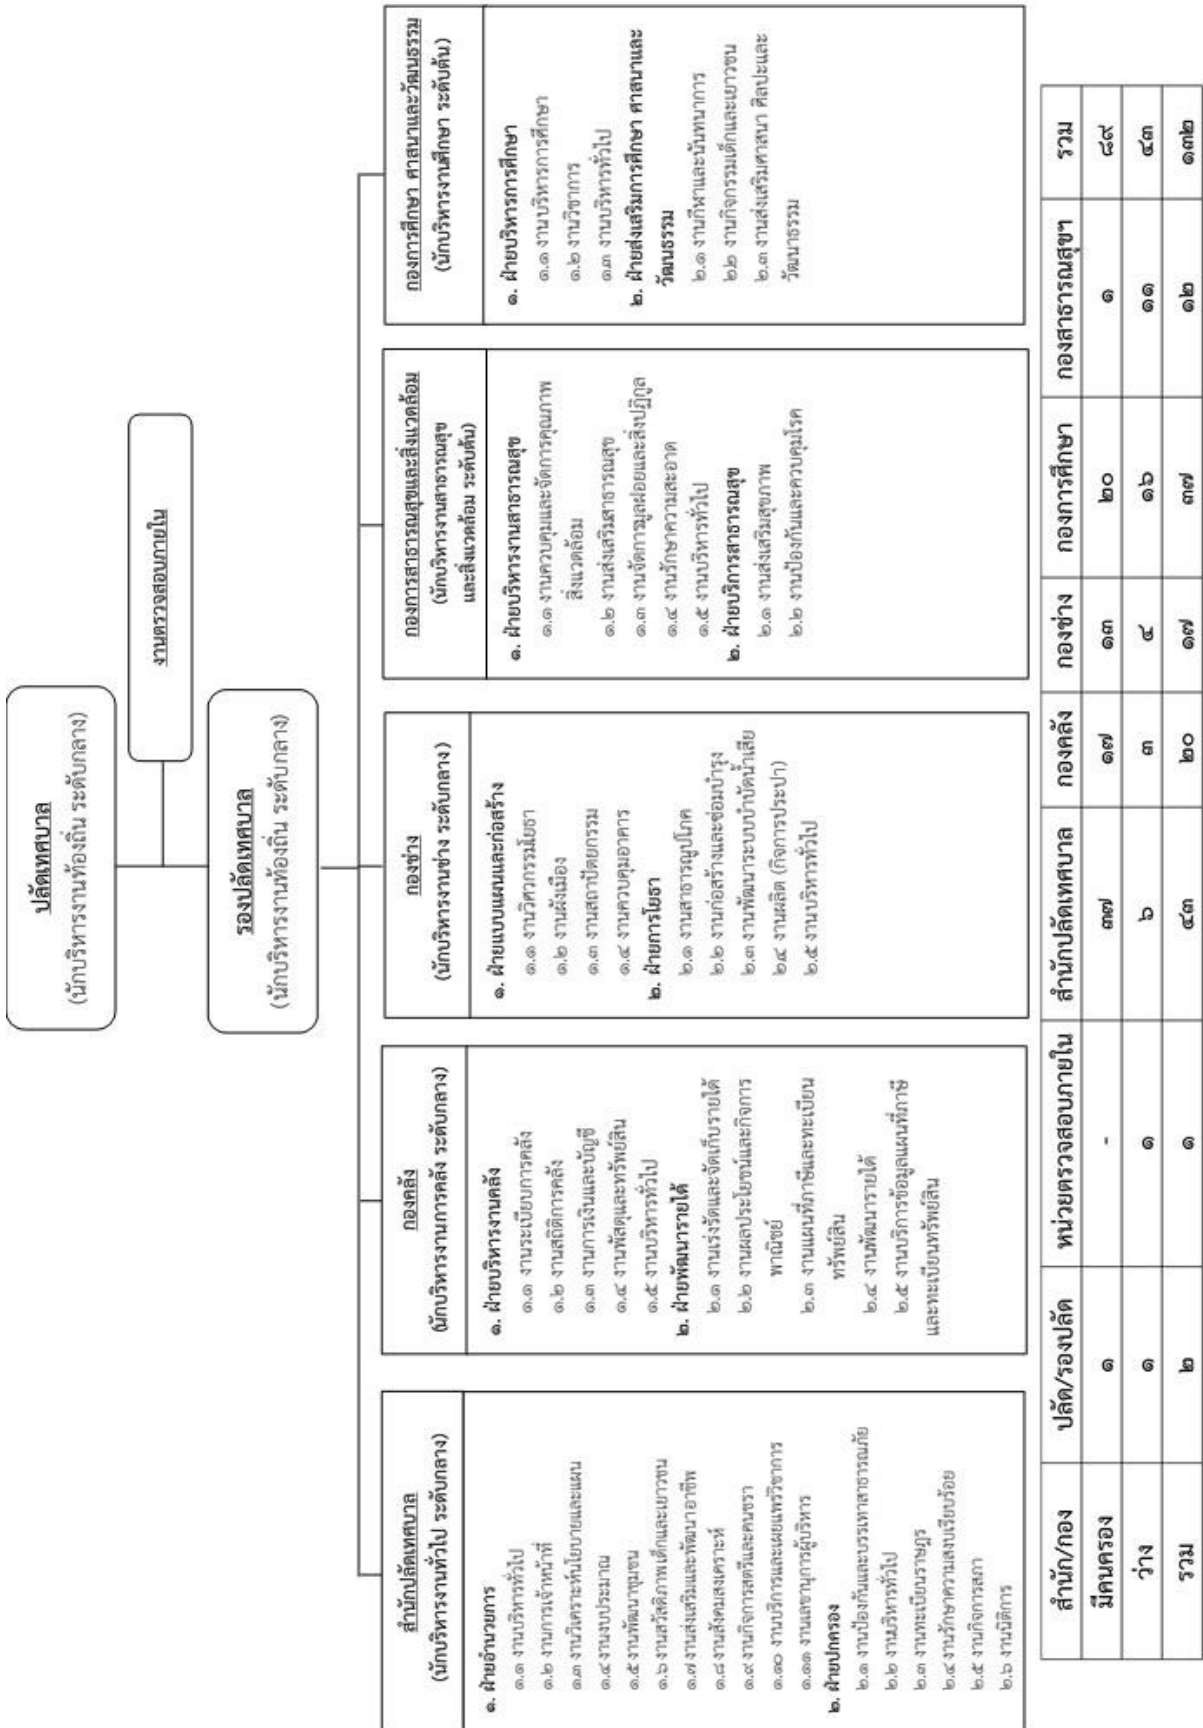 ปลัดเทศบาล
(นักบริหารงานท้องถิ่น ระดับกลาง)
งานตรวจสอบภายใน
รองปลัดเทศบาล
(นักบริหารงานท้องถิ่น ระดับกลาง)
สำนักปลัดเทศบาล
(นักบริหารงานทั่วไป ระดับกลาง)
๑. ฝ่ายอำนวยการ
๑.๑ งานบริหารทั่วไป
๑.๒ งานการเจ้าหน้าที่
๑.๓ งานวิเคราะห์นโยบายและแผน
๑.๔ งานงบประมาณ
๑.๕ งานพัฒนาชุมชน
๑.๖ งานสวัสดิภาพเด็กและเยาวชน
๑.๗ งานส่งเสริมและพัฒนาอาชีพ
๑.๘ งานสังคมสงเคราะห์
๑.๙ งานกิจการสตรีและคนชรา
๑.๑๐ งานบริการและเผยแพร่วิชาการ
๑.๑๑ งานเลขานุการผู้บริหาร
๒. ฝ่ายปกครอง
๒.๑ งานป้องกันและบรรเทาสาธารณภัย
๒.๒ งานบริหารทั่วไป
๒.๓ งานทะเบียนราษฎร
๒.๔ งานรักษาความสงบเรียบร้อย
๒.๕ งานกิจการสภา
๒.๖ งานนิติการ
กองคลัง
(นักบริหารงานการคลัง ระดับกลาง)
๑. ฝ่ายบริหารงานคลัง
๑.๑ งานระเบียบการคลัง
๑.๒ งานสถิติการคลัง
๑.๓ งานการเงินและบัญชี
๑.๔ งานพัสดุและทรัพย์สิน
๑.๕ งานบริหารทั่วไป
๒. ฝ่ายพัฒนารายได้
๒.๑ งานเร่งรัดและจัดเก็บรายได้
๒.๒ งานผลประโยชน์และกิจการ
พาณิชย์
๒.๓ งานแผนที่ภาษีและทะเบียน
ทรัพย์สิน
๒.๔ งานพัฒนารายได้
๒.๕ งานบริการข้อมูลแผนที่ภาษี
และทะเบียนทรัพย์สิน
กองช่าง
(นักบริหารงานช่าง ระดับกลาง)
๑. ฝ่ายแบบแผนและก่อสร้าง
๑.๑ งานวิศวกรรมโยธา
๑.๒ งานผังเมือง
๑.๓ งานสถาปัตยกรรม
๑.๔ งานควบคุมอาคาร
๒. ฝ่ายการโยธา
๒.๑ งานสาธารณูปโภค
๒.๒ งานก่อสร้างและซ่อมบำรุง
๒.๓ งานพัฒนาระบบบำบัดน้ำเสีย
๒.๔ งานผลิต (กิจการประปา)
๒.๕ งานบริหารทั่วไป
กองการสาธารณสุขและสิ่งแวดล้อม
(นักบริหารงานสาธารณสุข
และสิ่งแวดล้อม ระดับต้น)
๑. ฝ่ายบริหารงานสาธารณสุข
๑.๑ งานควบคุมและจัดการคุณภาพ
สิ่งแวดล้อม
๑.๒ งานส่งเสริมสาธารณสุข
๑.๓ งานจัดการมูลฝอยและสิ่งปฏิกูล
๑.๔ งานรักษาความสะอาด
๑.๕ งานบริหารทั่วไป
๒. ฝ่ายบริการสาธารณสุข
๒.๑ งานส่งเสริมสุขภาพ
๒.๒ งานป้องกันและควบคุมโรค
กองการศึกษา ศาสนาและวัฒนธรรม
(นักบริหารงานศึกษา ระดับต้น)
๑. ฝ่ายบริหารการศึกษา
๑.๑ งานบริหารการศึกษา
๑.๒ งานวิชาการ
๑.๓ งานบริหารทั่วไป
๒. ฝ่ายส่งเสริมการศึกษา ศาสนาและ
วัฒนธรรม
๒.๑ งานกีฬาและนันทนาการ
๒.๒ งานกิจกรรมเด็กและเยาวชน
๒.๓ งานส่งเสริมศาสนา ศิลปะและ
วัฒนาธรรม
สำนัก/กอง ปลัด/รองปลัด หน่วยตรวจสอบภายใน สำนักปลัดเทศบาล กองคลัง กองช่าง กองการศึกษา กองสาธารณสุขฯ รวม
มีคนครอง ๑ - ๓๗ ๑๗ ๑๓ ๒๐ ๑ ๘๙
ว่าง ๑ ๑ ๖ ๓ ๔ ๑๖ ๑๑ ๔๓
รวม ๒ ๑ ๔๓ ๒๐ ๑๗ ๓๗ ๑๒ ๑๓๒